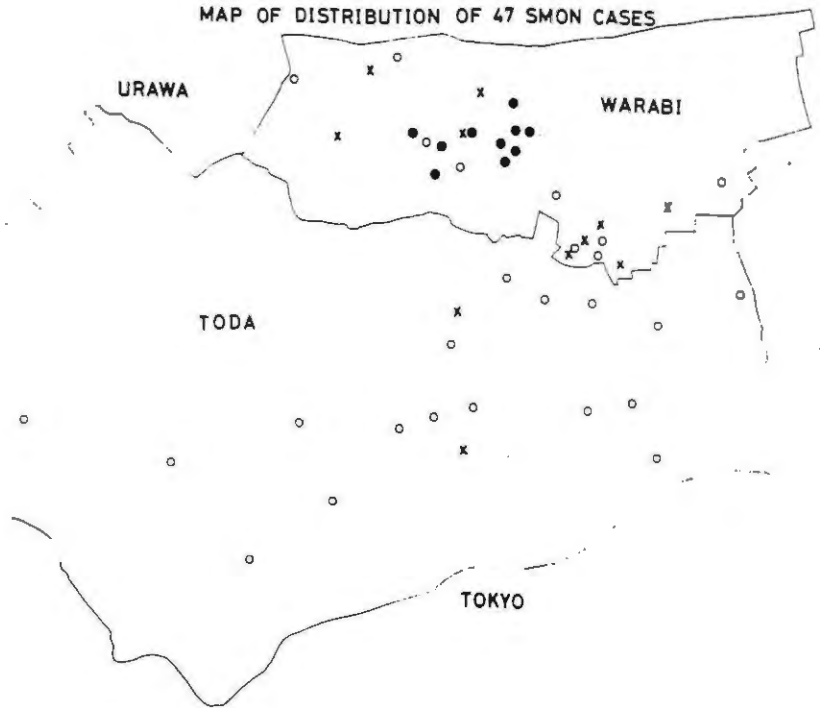 MAP OF DISTRIBUTION OF 47 SMON CASES
URAWA
WARABI
TODA
TOKYO